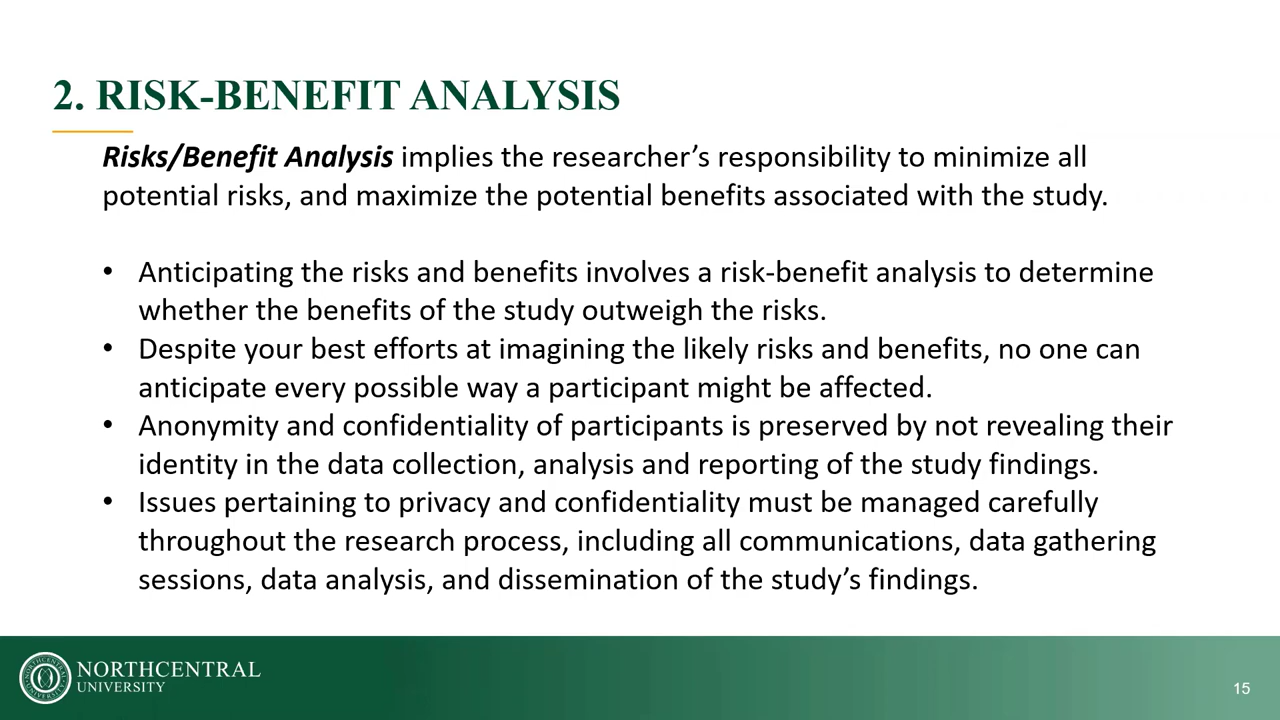 2. RISK-BENEFIT ANALYSIS
Risks/Benefit Analysis implies the researcher’s responsibility to minimize all
potential risks, and maximize the potential benefits associated with the study.
• Anticipating the risks and benefits involves a risk-benefit analysis to determine
whether the benefits of the study outweigh the risks.
• Despite your best efforts at imagining the likely risks and benefits, no one can
anticipate every possible way a participant might be affected.
• Anonymity and confidentiality of participants is preserved by not revealing their
identity in the data collection, analysis and reporting of the study findings.
• Issues pertaining to privacy and confidentiality must be managed carefully
throughout the research process, including all communications, data gathering
sessions, data analysis, and dissemination of the study’s findings.
NORTHCENTRAL
UNIVERSITY
15